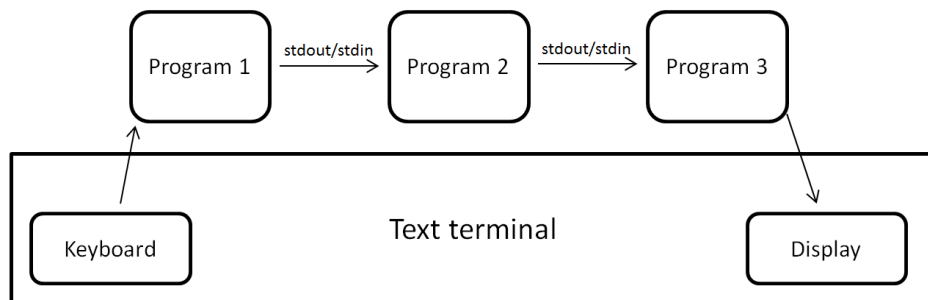 stdout/stdin
stdout/stdin
Program 1
Program 2
Program 3
Text terminal
Keyboard
Display